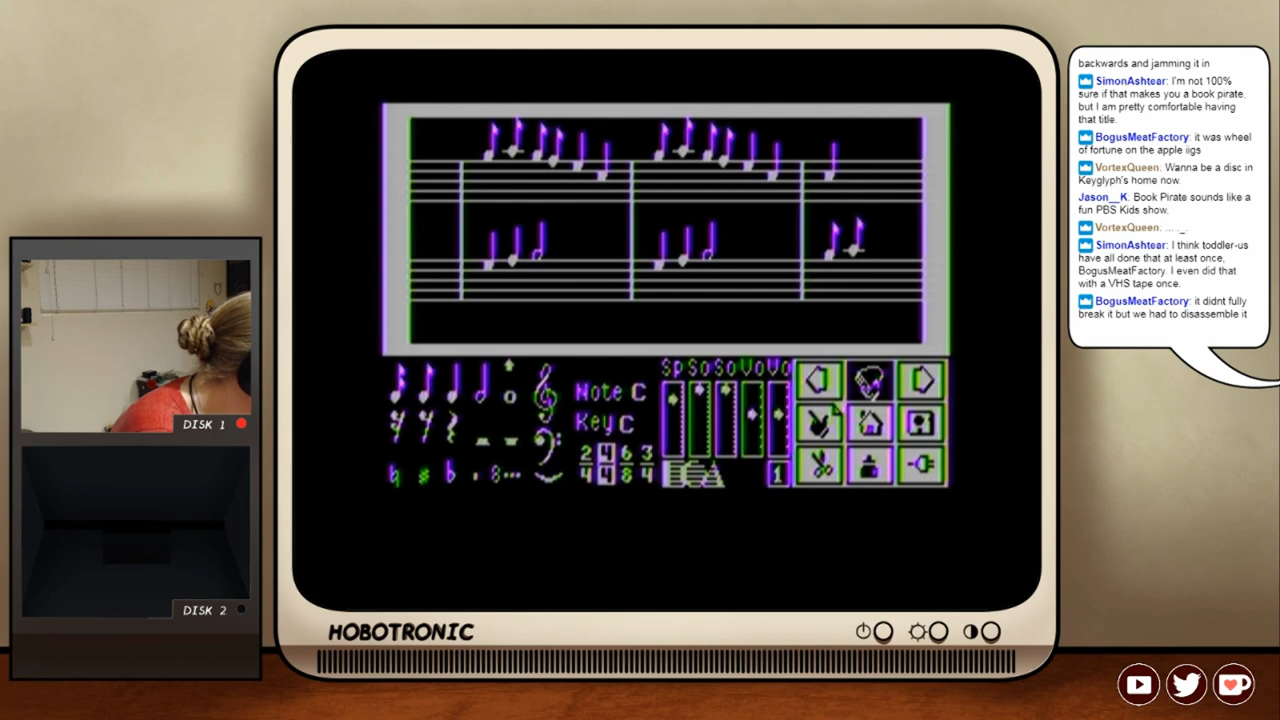 backwards and jamming it in
SimonAshtear: I'm not 100%
sure if that makes you a book pirate,
but I am pretty comfortable having
that title.
BogusMeatFactory: it was wheel
of fortune on the apple iigs
VortexQueen: Wanna be a disc in
Keyglyph's home now.
Jason__K: Book Pirate sounds like a
fun PBS Kids show.
VortexQueen: ... ._.
SimonAshtear: I think toddler-us
have all done that at least once,
BogusMeatFactory. I even did that
with a VHS tape once.
BogusMeatFactory: it didnt fully
break it but we had to disassemble it
Sp So So Vo Vo
Note C
Key C
2 4 6 3
4 4 8 4
1
DISK 1
DISK 2
HOBOTRONIC